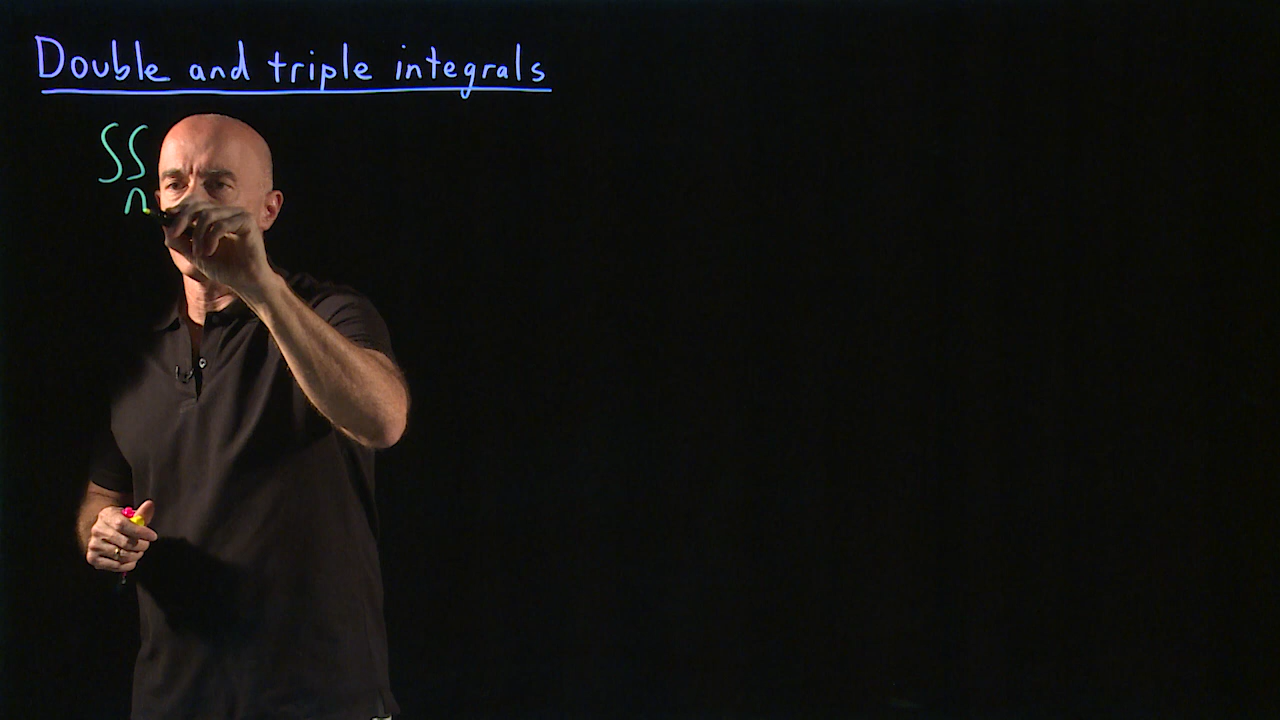 Double and triple integrals
∫∫